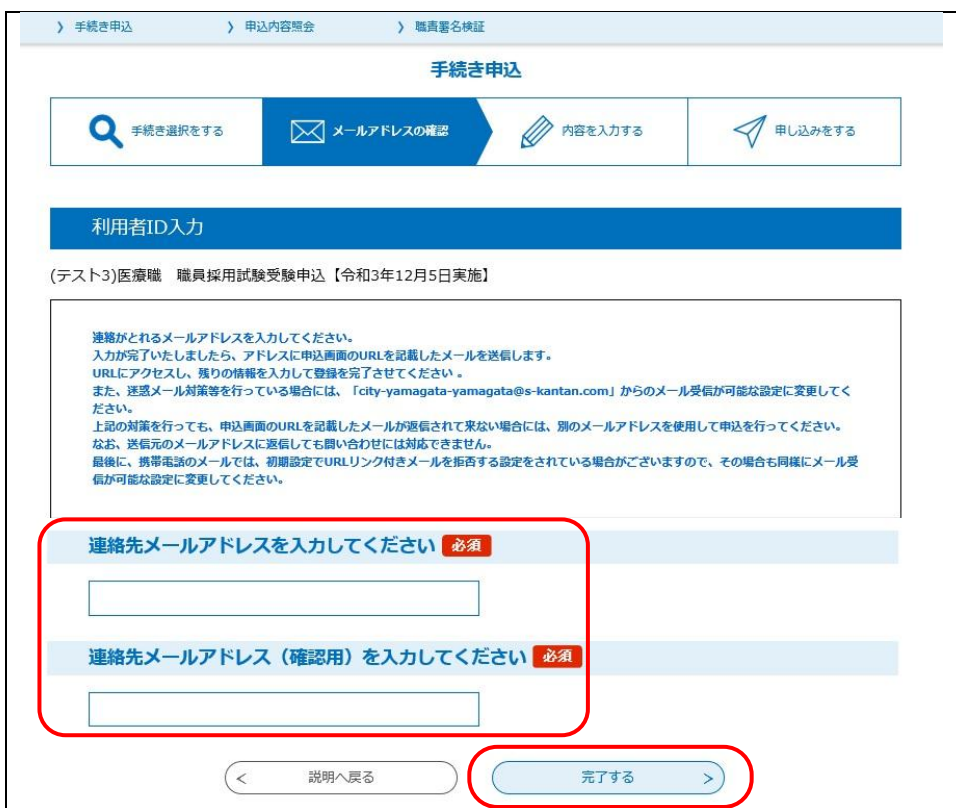 手続き申込 申込内容照会 職責署名検証
手続き申込
手続き選択をする メールアドレスの確認 内容を入力する 申し込みをする
利用者ID入力
(テスト3)医療職 職員採用試験受験申込【令和3年12月5日実施】
連絡がとれるメールアドレスを入力してください。
入力が完了いたしましたら、アドレスに申込画面のURLを記載したメールを送信します。
URLにアクセスし、残りの情報を入力して登録を完了させてください 。
また、迷惑メール対策等を行っている場合には、「city-yamagata-yamagata@s-kantan.com」からのメール受信が可能な設定に変更してく
ださい。
上記の対策を行っても、申込画面のURLを記載したメールが返信されて来ない場合には、別のメールアドレスを使用して申込を行ってください。
なお、送信元のメールアドレスに返信しても問い合わせには対応できません。
最後に、携帯電話のメールでは、初期設定でURLリンク付きメールを拒否する設定をされている場合がございますので、その場合も同様にメール受
信が可能な設定に変更してください。
連絡先メールアドレスを入力してください 必須
連絡先メールアドレス（確認用）を入力してください 必須
説明へ戻る 完了する